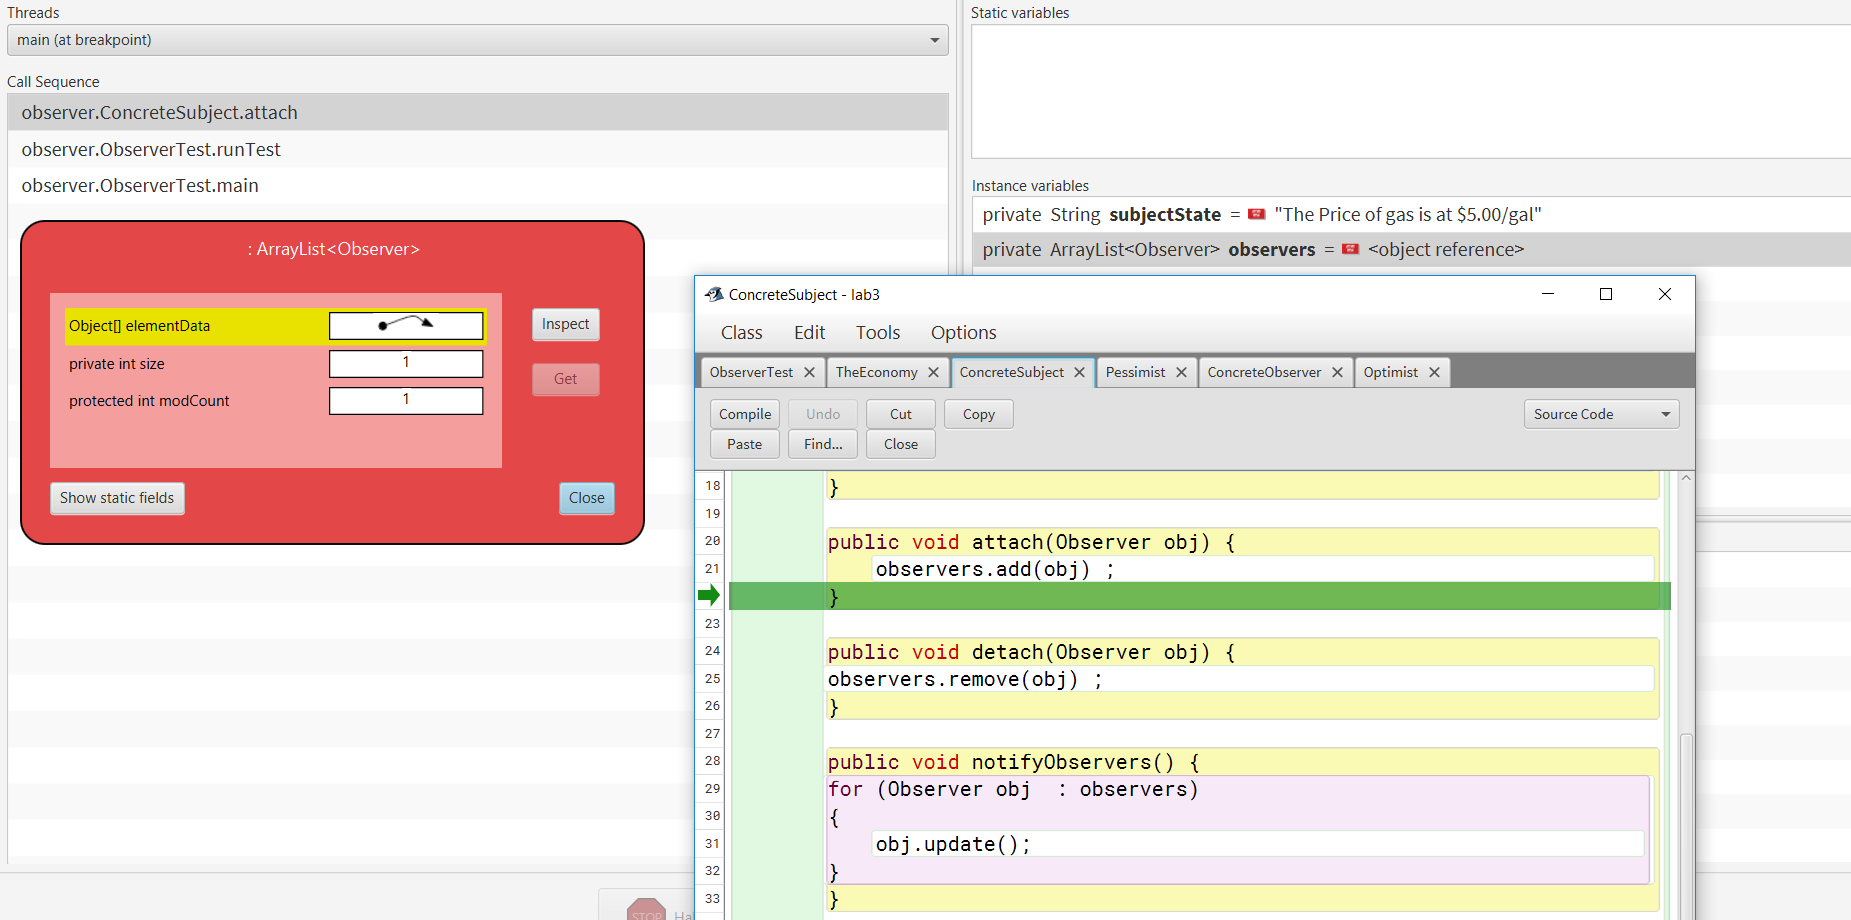 Threads
main (at breakpoint)
Call Sequence
observer.ConcreteSubject.attach
observer.ObserverTest.runTest
observer.ObserverTest.main
: ArrayList<Observer>
Object[] elementData
private int size 1
protected int modCount 1
Inspect
Get
Show static fields
Close
Static variables
Instance variables
private String subjectState = "The Price of gas is at $5.00/gal"
private ArrayList<Observer> observers = <object reference>
ConcreteSubject - lab3
Class Edit Tools Options
ObserverTest TheEconomy ConcreteSubject Pessimist ConcreteObserver Optimist
Compile Undo Cut Copy Source Code
Paste Find... Close
18 }
19
20 public void attach(Observer obj) {
21 observers.add(obj) ;
}
23
24 public void detach(Observer obj) {
25 observers.remove(obj) ;
26 }
27
28 public void notifyObservers() {
29 for (Observer obj : observers)
30 {
31 obj.update();
32 }
33 }
STOP